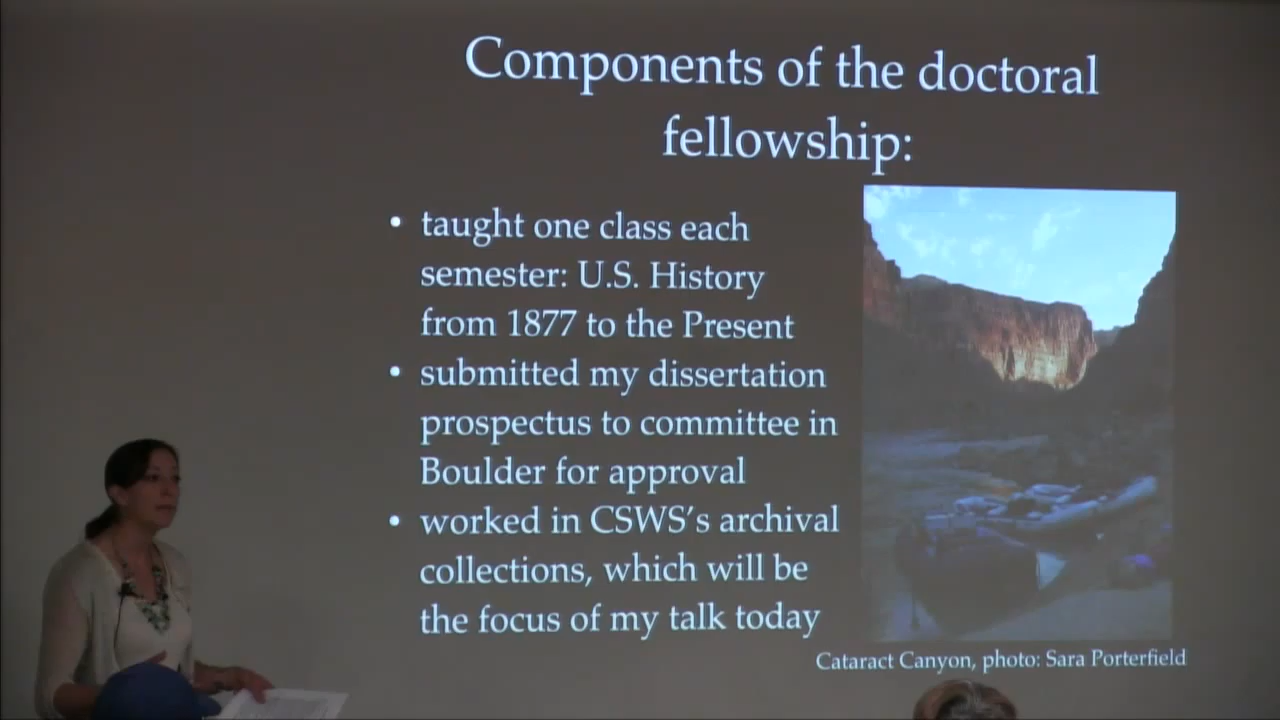 Components of the doctoral
fellowship:
• taught one class each
semester: U.S. History
from 1877 to the Present
• submitted my dissertation
prospectus to committee in
Boulder for approval
• worked in CSWS's archival
collections, which will be
the focus of my talk today
Cataract Canyon, photo: Sara Porterfield